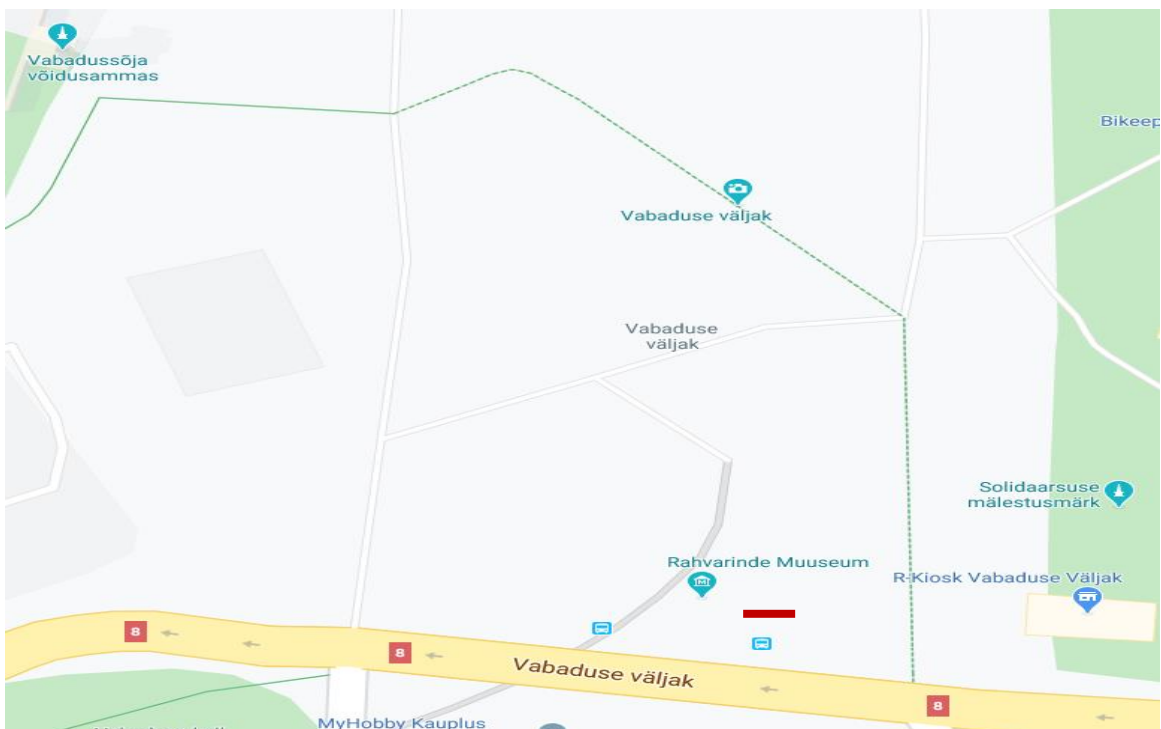 Vabadussõja
võidusammas
Bikeep
Vabaduse väljak
Vabaduse
väljak
Solidaarsuse
mälestusmärk
Rahvarinde Muuseum
R-Kiosk Vabaduse Väljak
8
8
Vabaduse väljak
8
MyHobby Kauplus